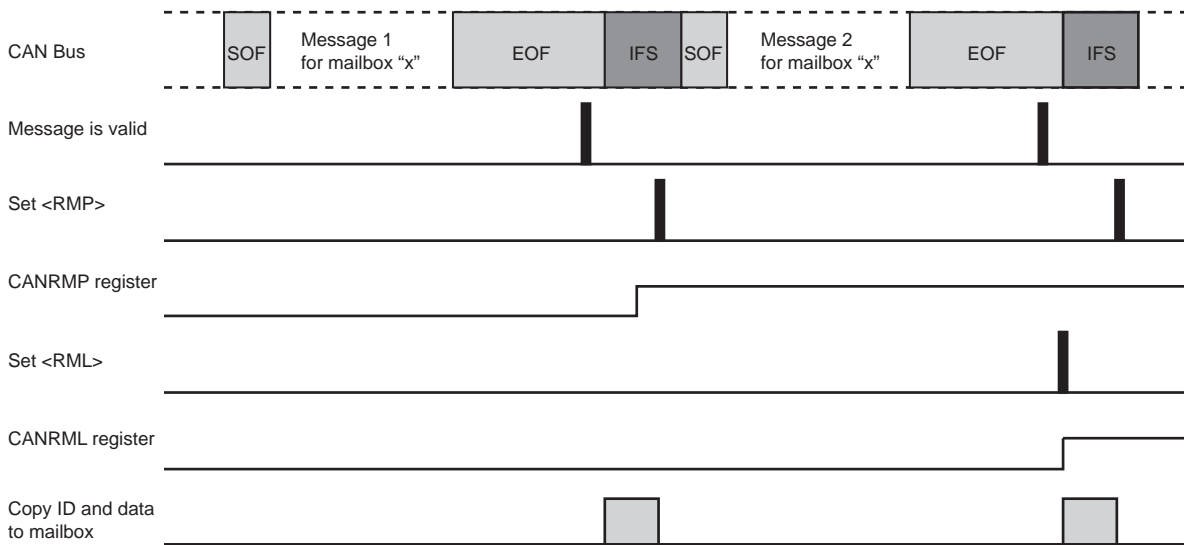 CAN Bus
SOF
Message 1
for mailbox “x”
EOF
IFS
SOF
Message 2
for mailbox “x”
EOF
IFS
Message is valid
Set <RMP>
CANRMP register
Set <RML>
CANRML register
Copy ID and data
to mailbox